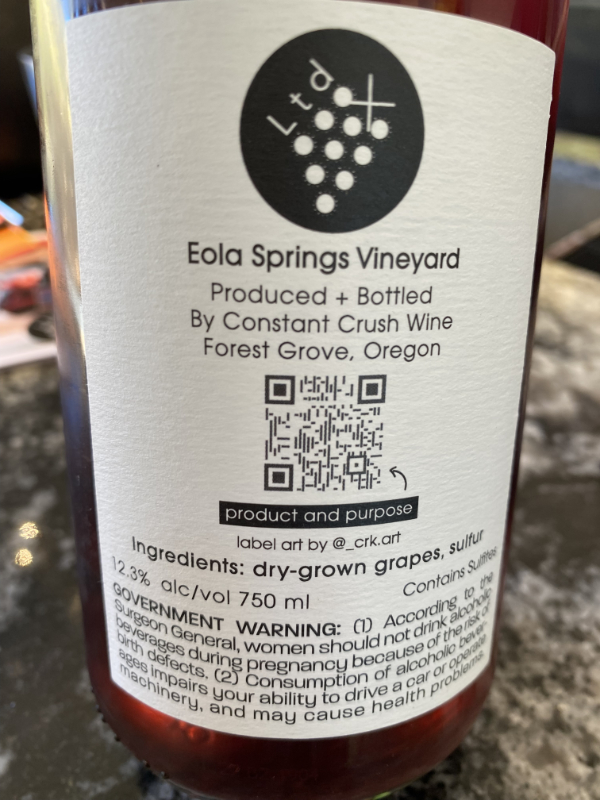 Ltd +
Eola Springs Vineyard
Produced + Bottled
By Constant Crush Wine
Forest Grove, Oregon
product and purpose
label art by @_crk.art
Ingredients: dry-grown grapes, sulfur
12.3% alc/vol 750 ml Contains Sulfites
GOVERNMENT WARNING: (1) According to the
Surgeon General, women should not drink alcoholic
beverages during pregnancy because of the risk of
birth defects. (2) Consumption of alcoholic bever-
ages impairs your ability to drive a car or operate
machinery, and may cause health problems.